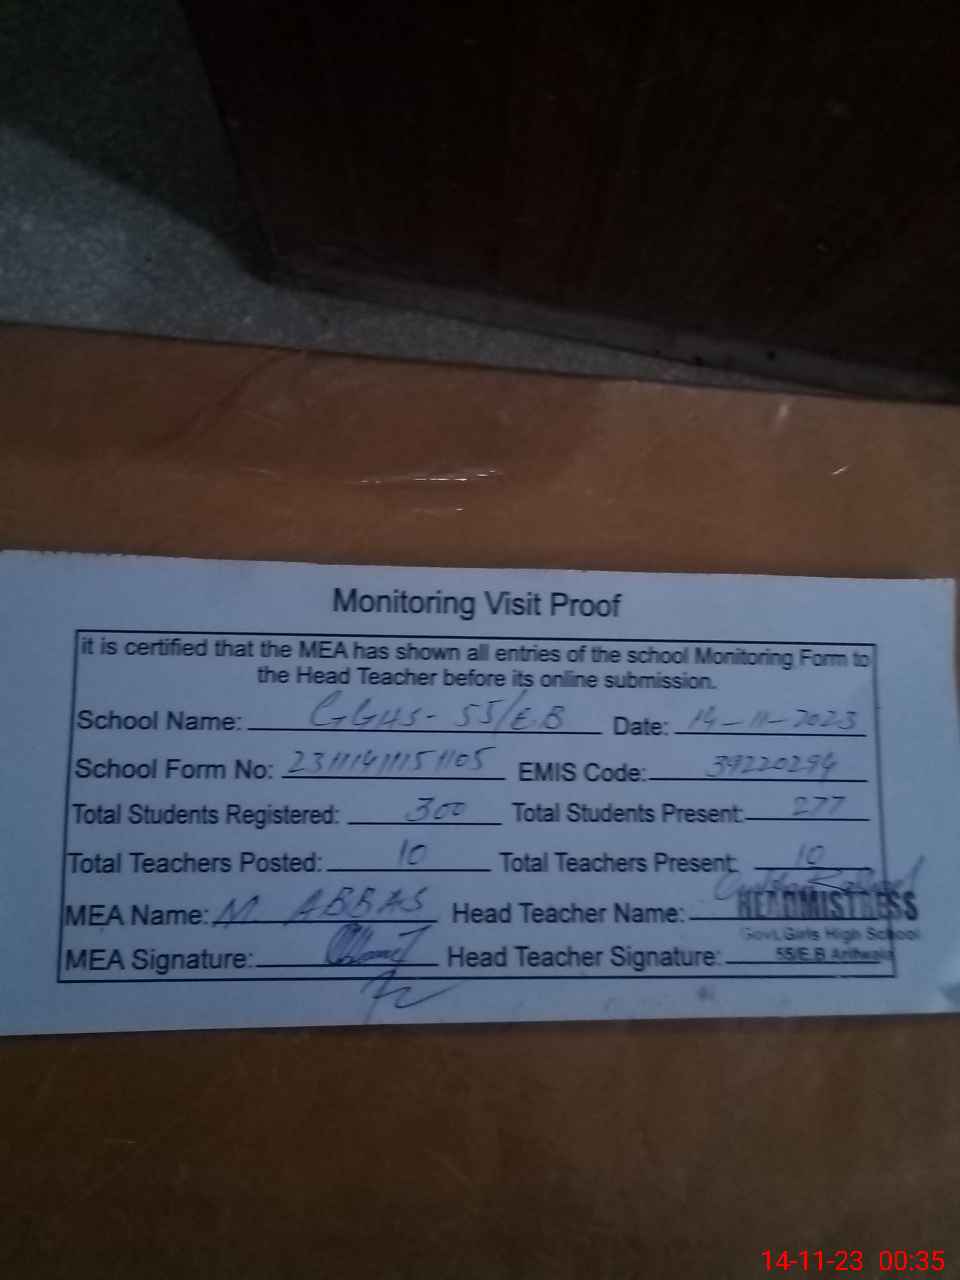 Monitoring Visit Proof
it is certified that the MEA has shown all entries of the school Monitoring Form to
the Head Teacher before its online submission.
School Name: GGHS - 55/EB Date: 14-11-2023
School Form No: EMIS Code: 39220294
Total Students Registered: 300 Total Students Present: 277
Total Teachers Posted: 10 Total Teachers Present: 10
MEA Name: M ABBAS Head Teacher Name: HEADMISTRESS
Govt. Girls High School
MEA Signature: Head Teacher Signature: 55/E.B Arifwala
14-11-23 00:35